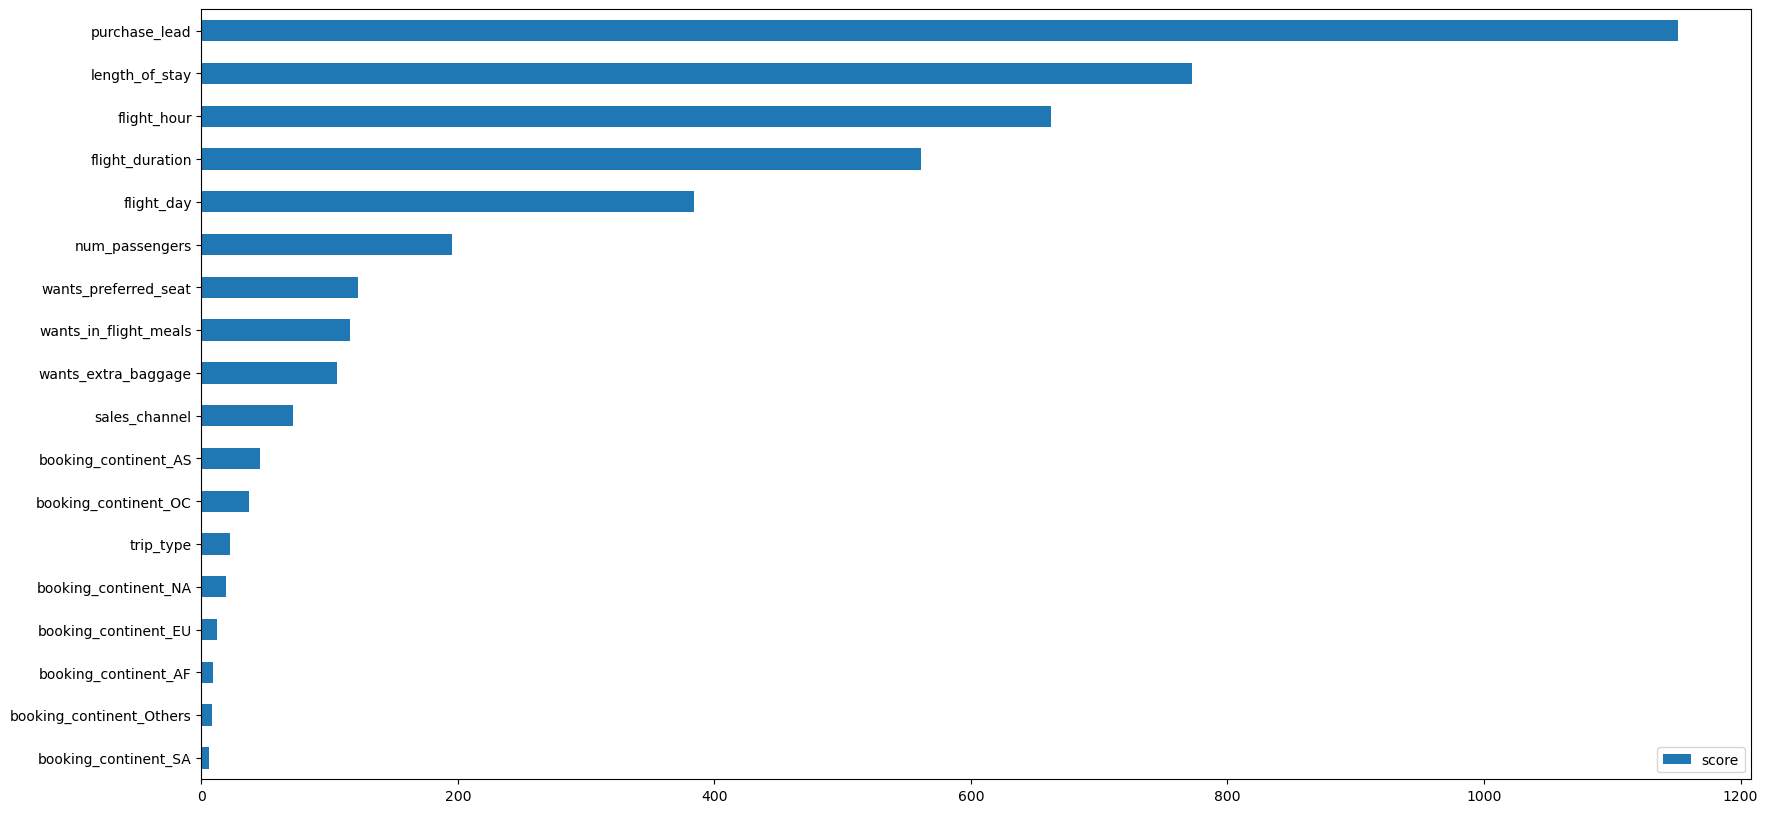 purchase_lead
length_of_stay
flight_hour
flight_duration
flight_day
num_passengers
wants_preferred_seat
wants_in_flight_meals
wants_extra_baggage
sales_channel
booking_continent_AS
booking_continent_OC
trip_type
booking_continent_NA
booking_continent_EU
booking_continent_AF
booking_continent_Others
booking_continent_SA
score
0 200 400 600 800 1000 1200